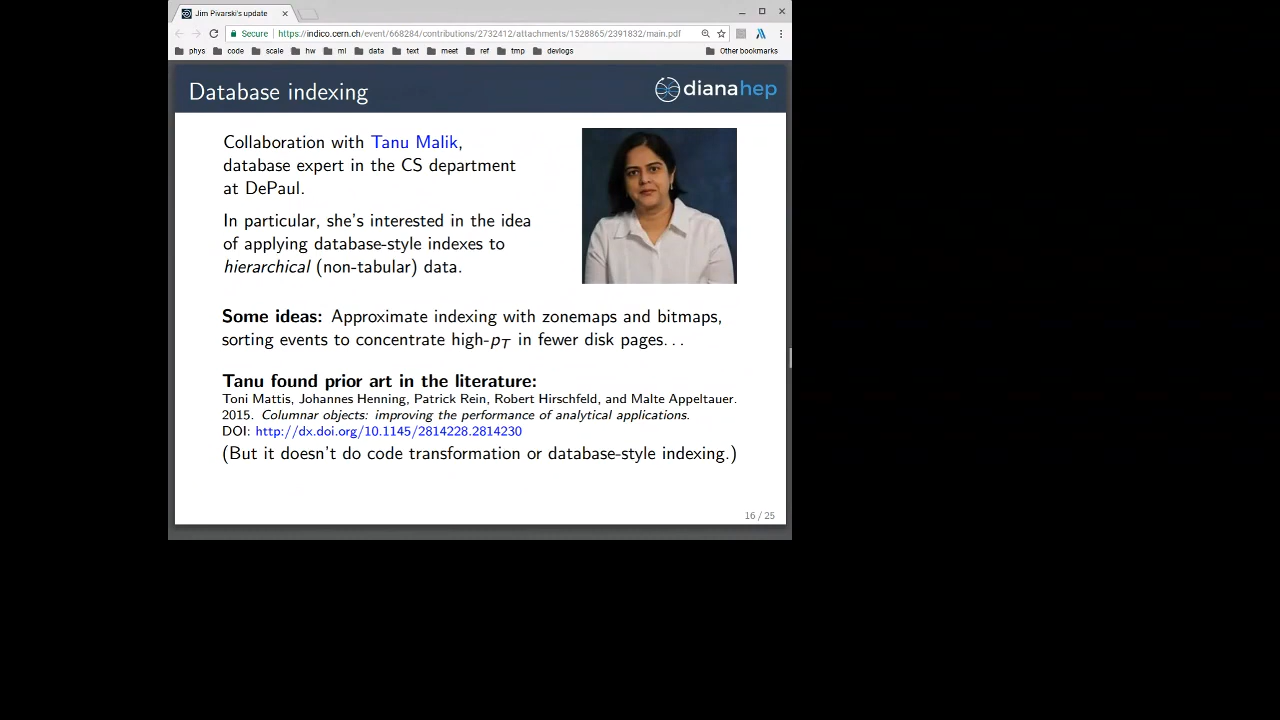 Jim Pivarski's update
Secure https://indico.cern.ch/event/668284/contributions/2732412/attachments/1528865/2391832/main.pdf
phys code scale hw ml data text meet ref tmp devlogs Other bookmarks
Database indexing
dianahep
Collaboration with Tanu Malik,
database expert in the CS department
at DePaul.
In particular, she's interested in the idea
of applying database-style indexes to
hierarchical (non-tabular) data.
Some ideas: Approximate indexing with zonemaps and bitmaps,
sorting events to concentrate high-pT in fewer disk pages...
Tanu found prior art in the literature:
Toni Mattis, Johannes Henning, Patrick Rein, Robert Hirschfeld, and Malte Appeltauer.
2015. Columnar objects: improving the performance of analytical applications.
DOI: http://dx.doi.org/10.1145/2814228.2814230
(But it doesn't do code transformation or database-style indexing.)
16 / 25